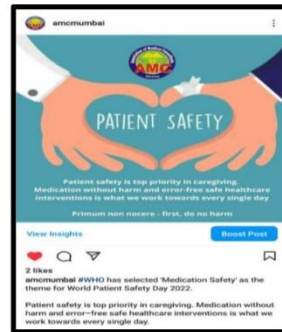 amcmumbai
AMC
PATIENT SAFETY
Patient safety is top priority in caregiving.
Medication without harm and error-free safe healthcare
interventions is what we work towards every single day
Primum non nocere - first, do no harm
View Insights
Boost Post
2 likes
amcmumbai #WHO has selected 'Medication Safety' as the
theme for World Patient Safety Day 2022.
Patient safety is top priority in caregiving. Medication without
harm and error-free safe healthcare interventions is what we
work towards every single day.